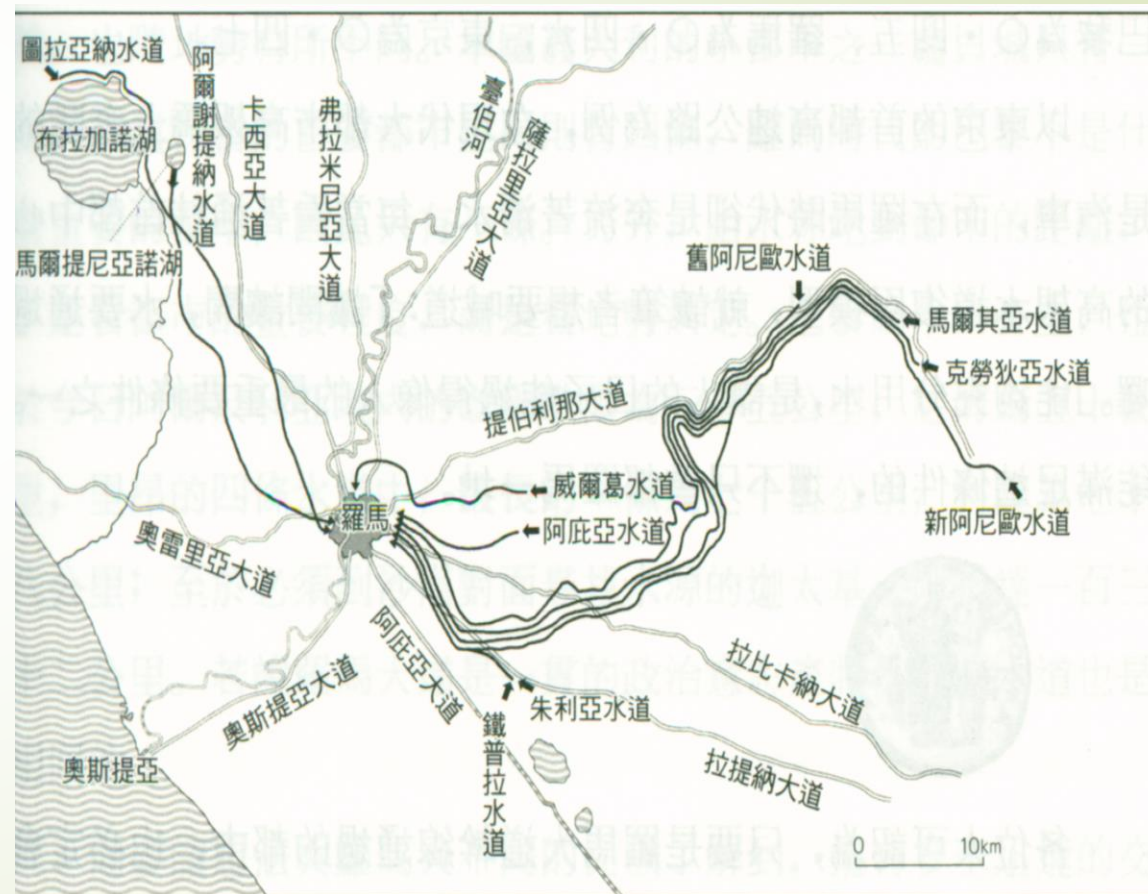 圖拉亞納水道
布拉加諾湖
馬爾提尼亞諾湖
阿爾謝提納水道
卡西亞大道
弗拉米尼亞大道
臺伯河
薩拉里亞大道
舊阿尼歐水道
馬爾其亞水道
克勞狄亞水道
新阿尼歐水道
提伯利那大道
威爾葛水道
阿庇亞水道
羅馬
奧雷里亞大道
奧斯提亞大道
奧斯提亞
阿庇亞大道
鐵普拉水道
朱利亞水道
拉比卡納大道
拉提納大道
0 10km